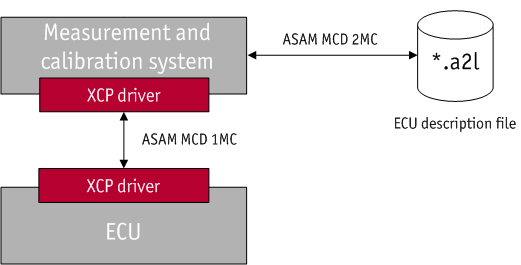 Measurement and
calibration system
ASAM MCD 2MC
*.a2l
XCP driver
ECU description file
ASAM MCD 1MC
XCP driver
ECU